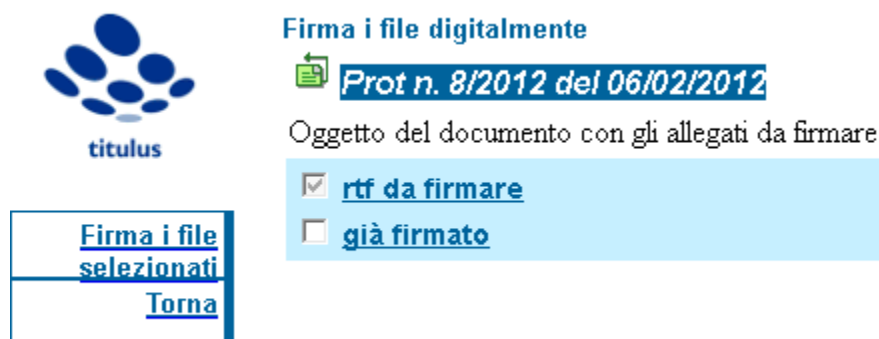 titulus
Firma i file
selezionati
Torna
Firma i file digitalmente
Prot n. 8/2012 del 06/02/2012
Oggetto del documento con gli allegati da firmare
rtf da firmare
già firmato